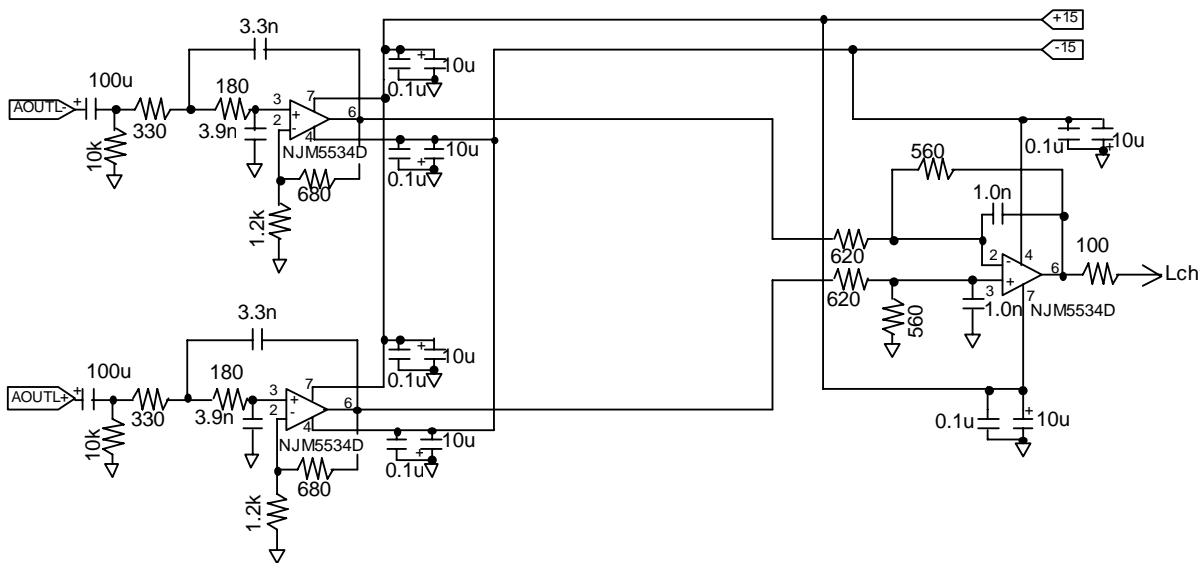 +15
-15
3.3n
100u
180
+
AOUTL-
330
3.9n
10k
3
2
+
-
7
4
6
NJM5534D
680
1.2k
0.1u
+
10u
0.1u
+
10u
0.1u
10u
+
560
1.0n
620
620
2
-
4
6
3
+
7
100
Lch
560
1.0n
NJM5534D
0.1u
+
10u
3.3n
100u
180
+
AOUTL+
330
3.9n
10k
3
2
+
-
7
4
6
NJM5534D
680
1.2k
0.1u
+
10u
0.1u
+
10u